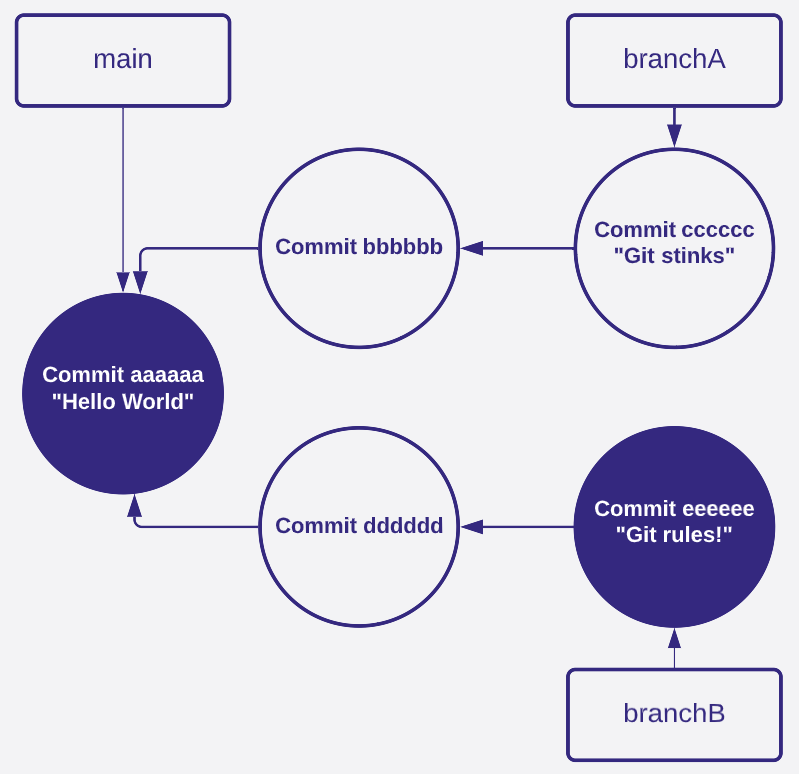 main
branchA
Commit bbbbbb
Commit cccccc
"Git stinks"
Commit aaaaaa
"Hello World"
Commit dddddd
Commit eeeeee
"Git rules!"
branchB